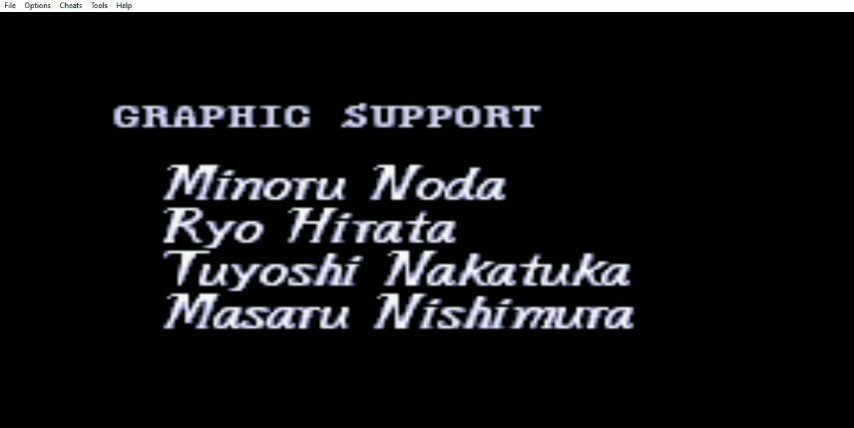 File Options Cheats Tools Help
GRAPHIC SUPPORT
Minoru Noda
Ryo Hirata
Tuyoshi Nakatuka
Masaru Nishimura